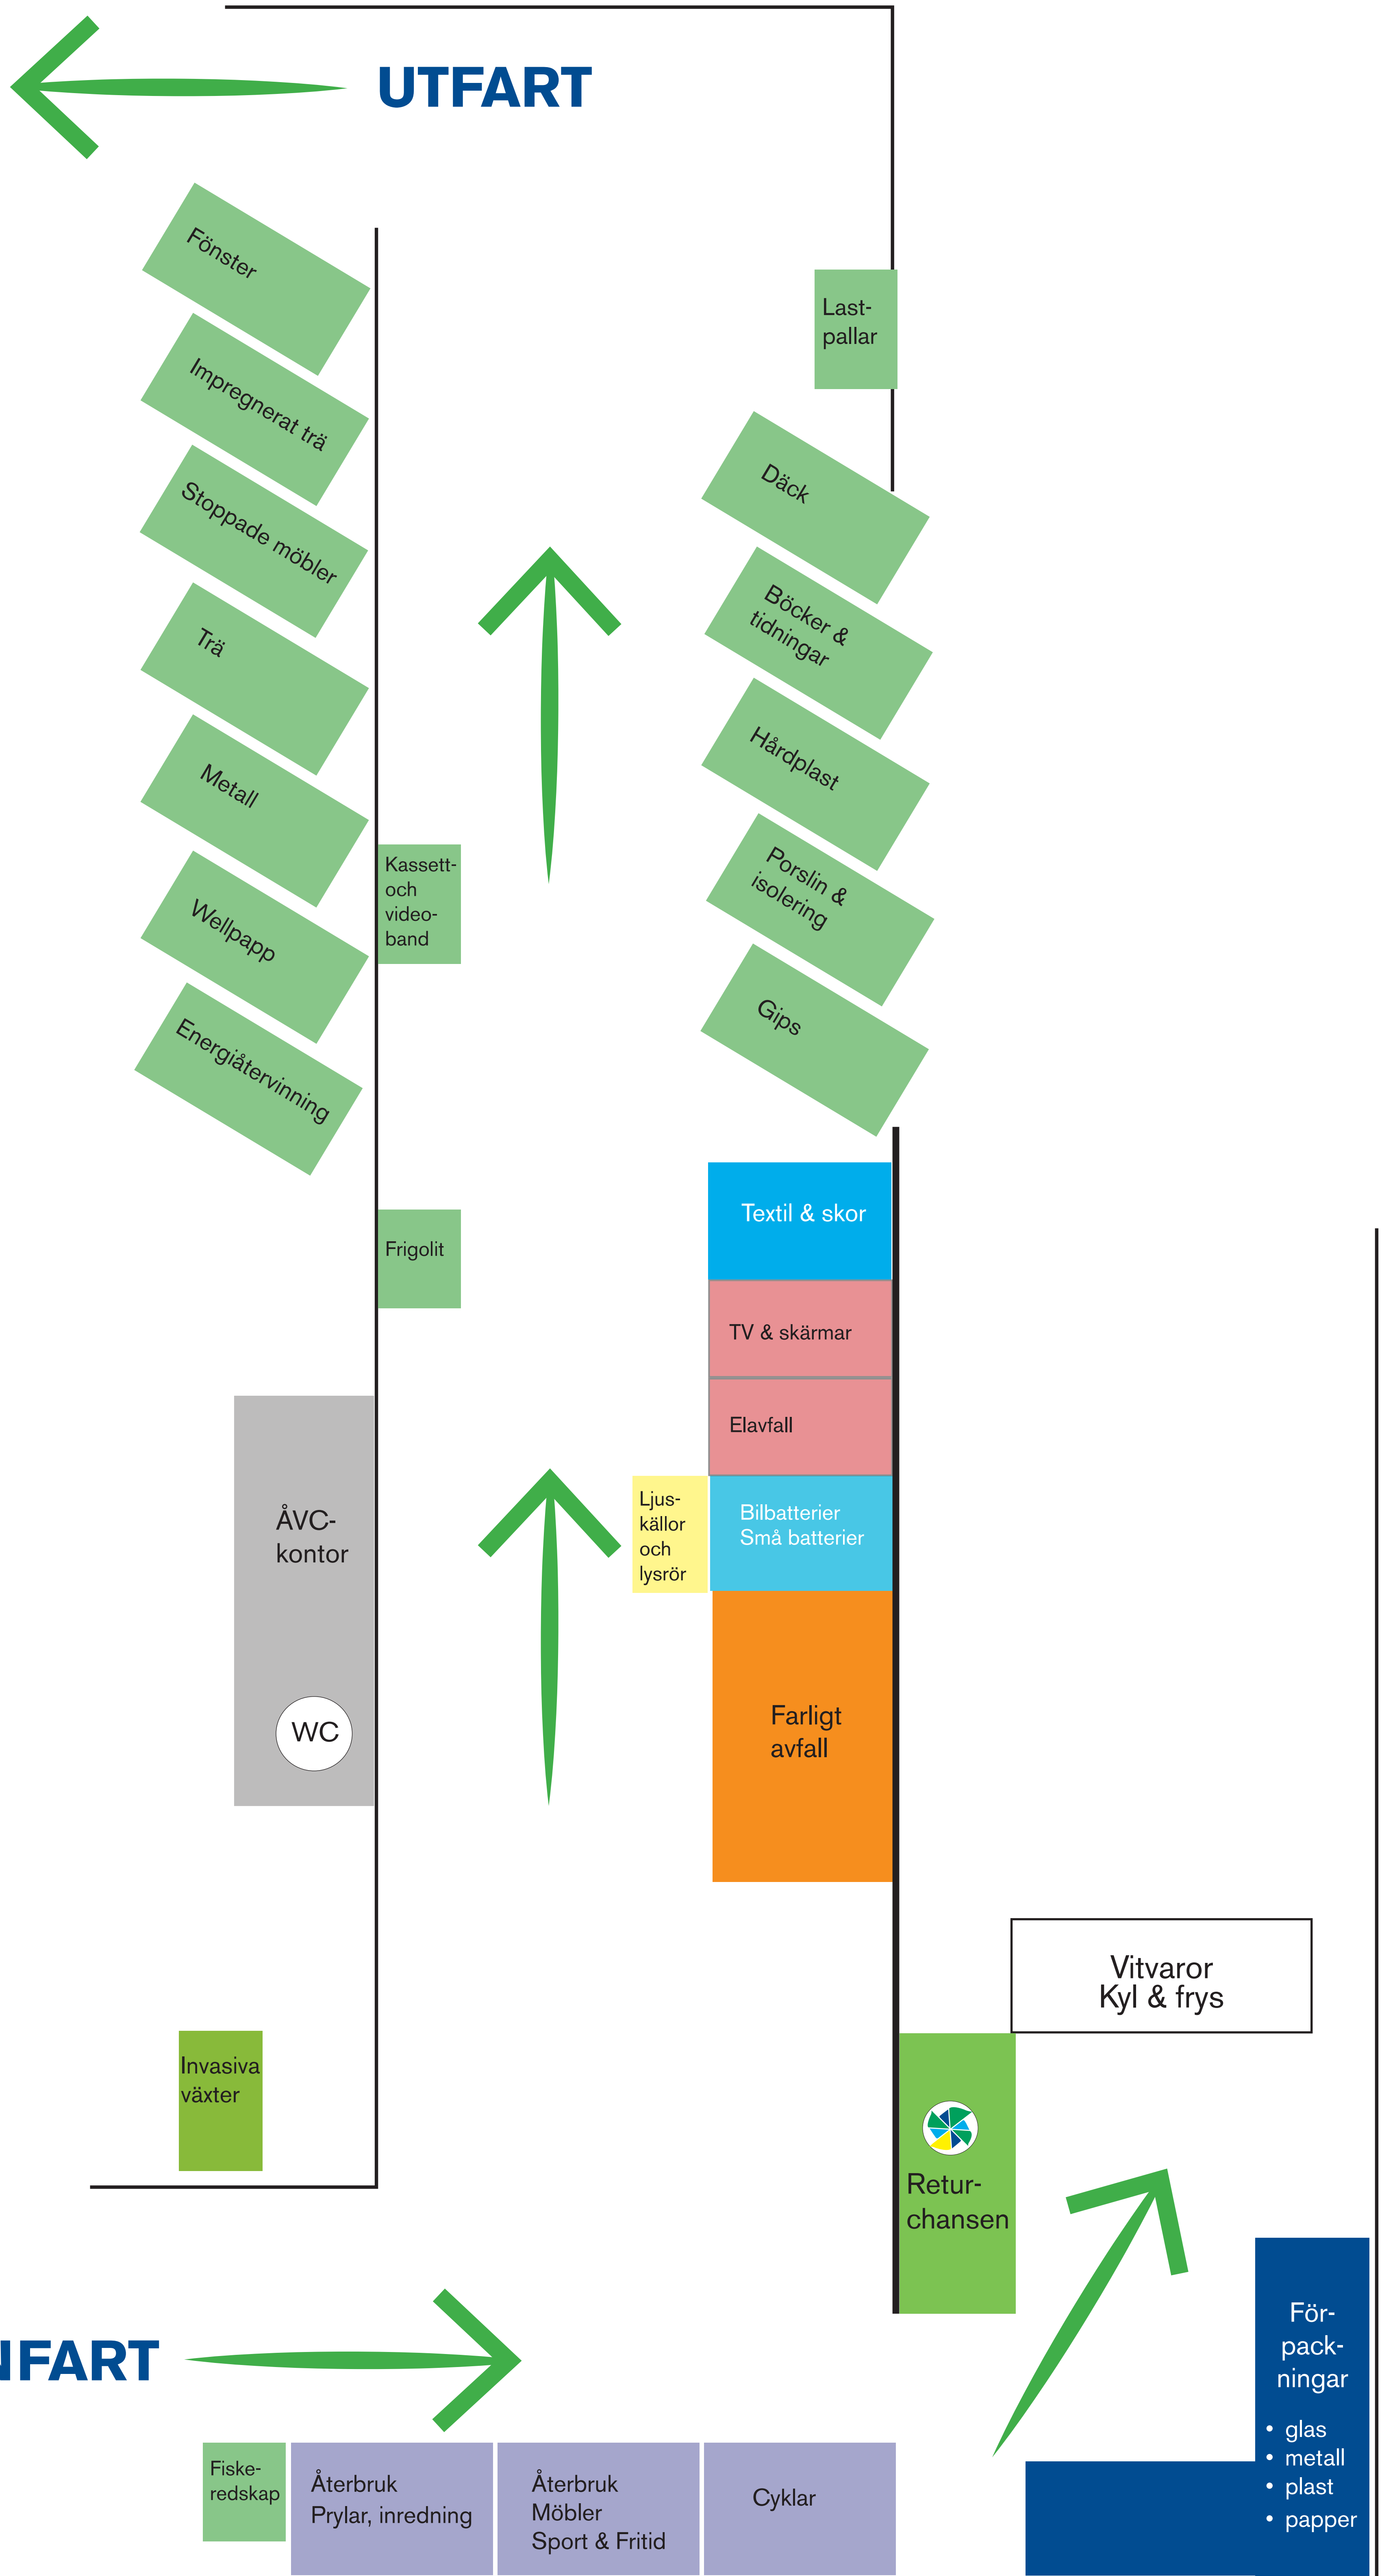 UTFART
Fönster
Impregnerat trä
Stoppade möbler
Trä
Metall
Wellpapp
Energiåtervinning
Kassett-
och
video-
band
Frigolit
Last-
pallar
Däck
Böcker &
tidningar
Hårdplast
Porslin &
isolering
Gips
Textil & skor
TV & skärmar
Elavfall
Ljus-
källor
och
lysrör
Bilbatterier
Små batterier
Farligt
avfall
ÅVC-
kontor
WC
Invasiva
växter
Vitvaror
Kyl & frys
Retur-
chansen
NFART
Fiske-
redskap
Återbruk
Prylar, inredning
Återbruk
Möbler
Sport & Fritid
Cyklar
För-
pack-
ningar
• glas
• metall
• plast
• papper